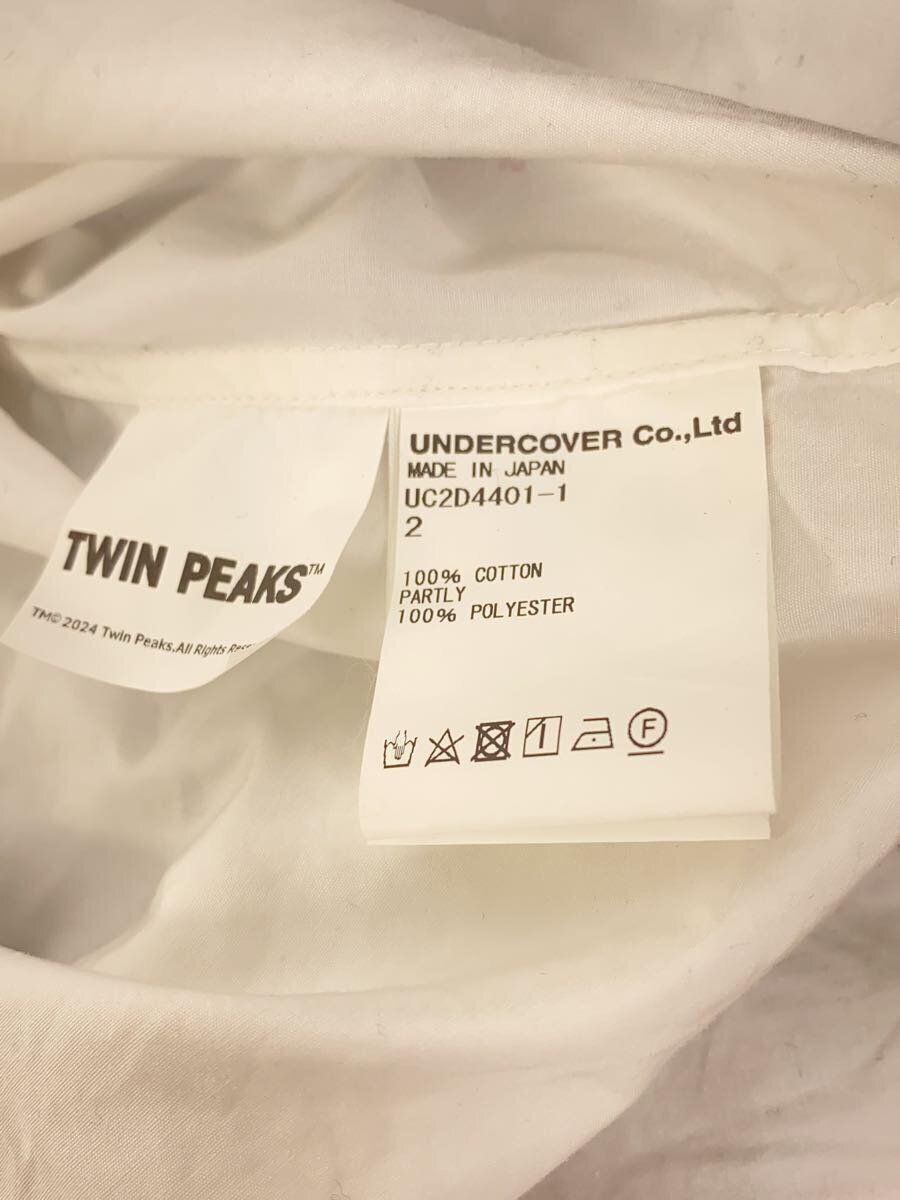 TWIN PEAKS™
TM© 2024 Twin Peaks.All Rights
UNDERCOVER Co.,Ltd
MADE IN JAPAN
UC2D4401-1
2
100% COTTON
PARTLY
100% POLYESTER
F